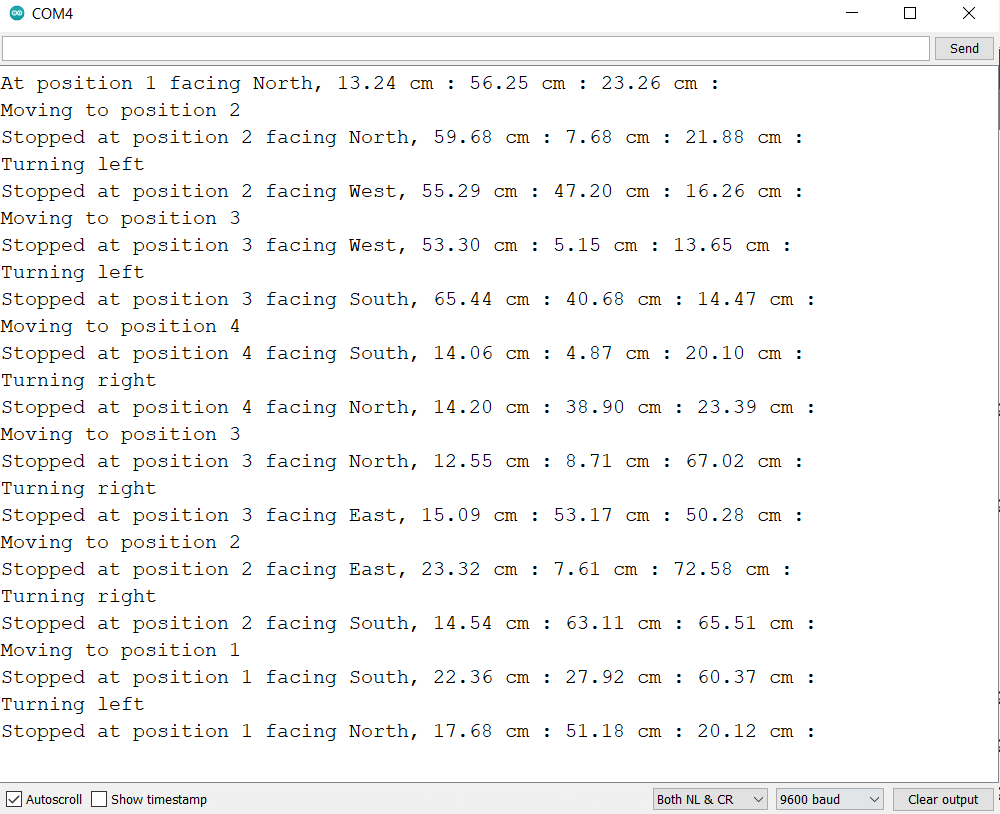 COM4
Send
At position 1 facing North, 13.24 cm : 56.25 cm : 23.26 cm :
Moving to position 2
Stopped at position 2 facing North, 59.68 cm : 7.68 cm : 21.88 cm :
Turning left
Stopped at position 2 facing West, 55.29 cm : 47.20 cm : 16.26 cm :
Moving to position 3
Stopped at position 3 facing West, 53.30 cm : 5.15 cm : 13.65 cm :
Turning left
Stopped at position 3 facing South, 65.44 cm : 40.68 cm : 14.47 cm :
Moving to position 4
Stopped at position 4 facing South, 14.06 cm : 4.87 cm : 20.10 cm :
Turning right
Stopped at position 4 facing North, 14.20 cm : 38.90 cm : 23.39 cm :
Moving to position 3
Stopped at position 3 facing North, 12.55 cm : 8.71 cm : 67.02 cm :
Turning right
Stopped at position 3 facing East, 15.09 cm : 53.17 cm : 50.28 cm :
Moving to position 2
Stopped at position 2 facing East, 23.32 cm : 7.61 cm : 72.58 cm :
Turning right
Stopped at position 2 facing South, 14.54 cm : 63.11 cm : 65.51 cm :
Moving to position 1
Stopped at position 1 facing South, 22.36 cm : 27.92 cm : 60.37 cm :
Turning left
Stopped at position 1 facing North, 17.68 cm : 51.18 cm : 20.12 cm :
Autoscroll Show timestamp Both NL & CR 9600 baud Clear output